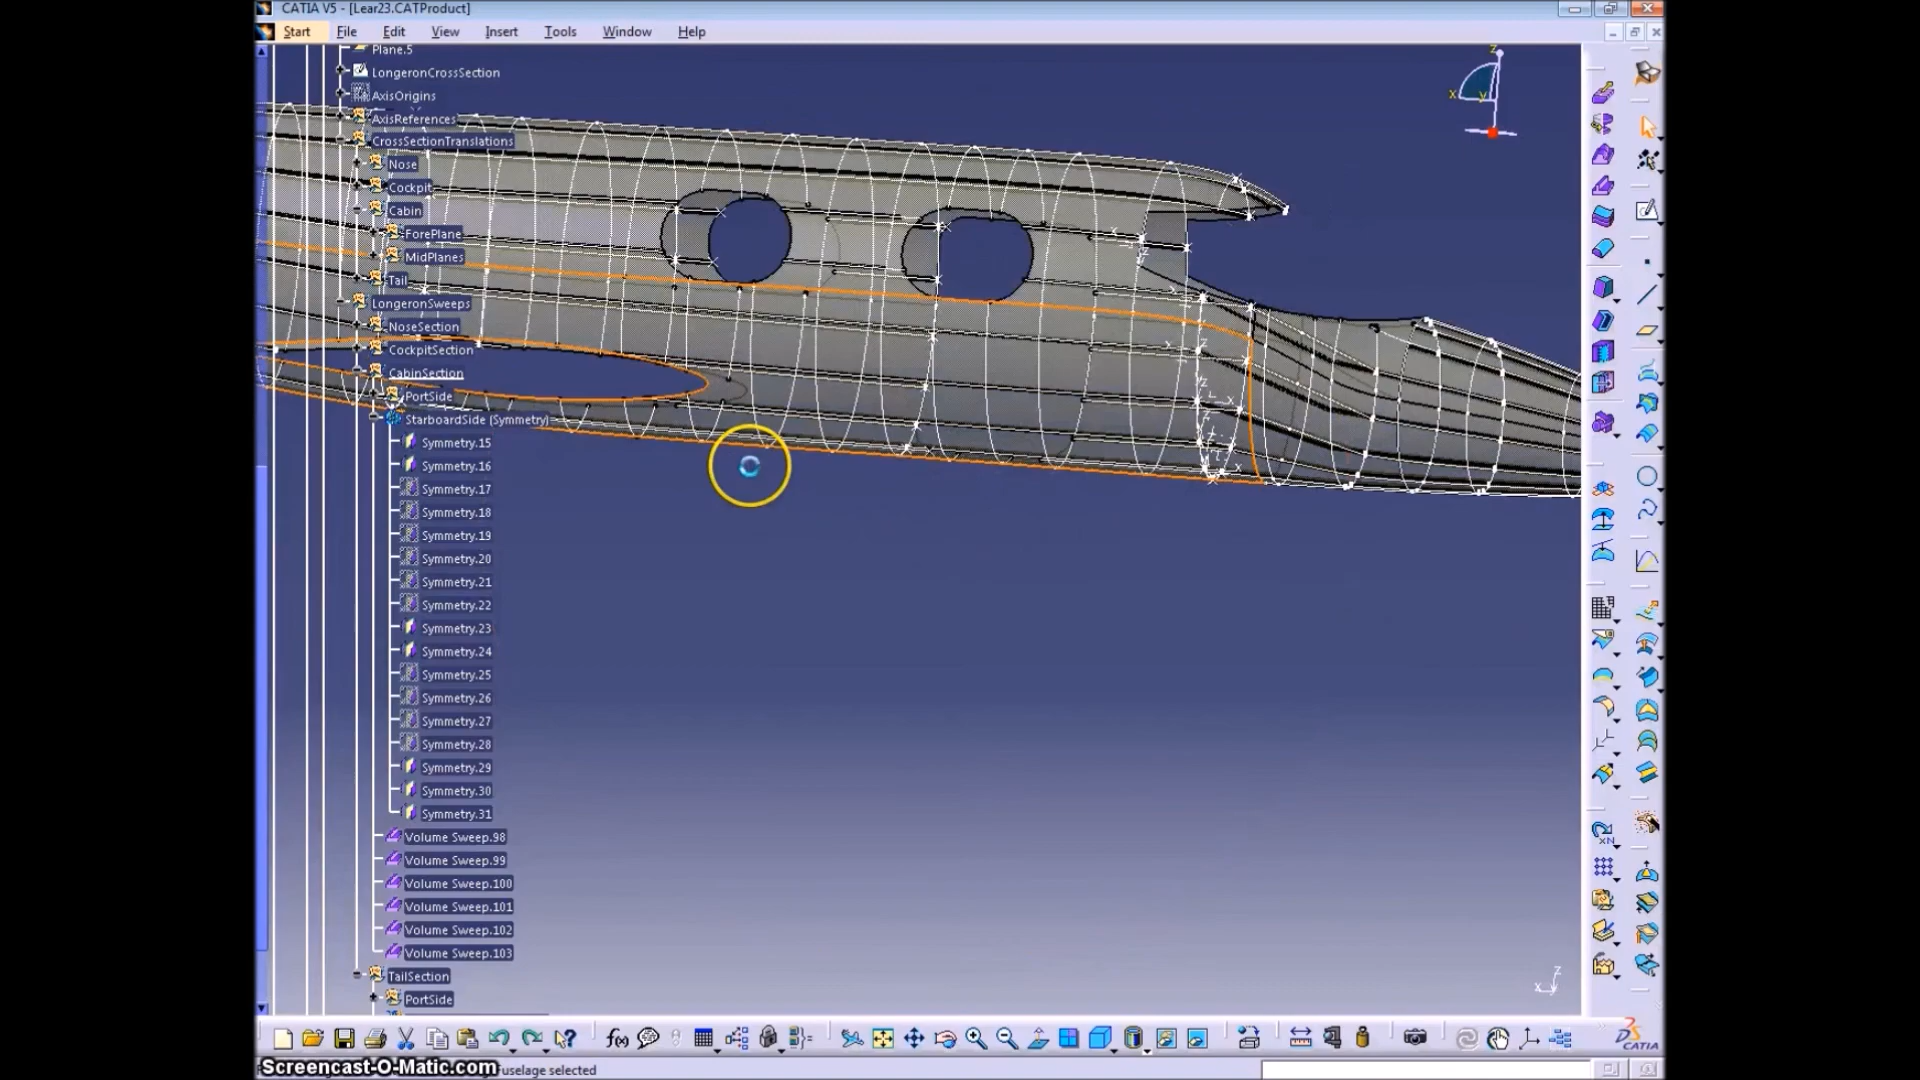 CATIA V5 - [Lear23.CATProduct]
Start File Edit View Insert Tools Window Help
Plane.5
LongeronCrossSection
AxisOrigins
AxisReferences
CrossSectionTranslations
Nose
Cockpit
Cabin
ForePlane
MidPlanes
Tail
LongeronSweeps
NoseSection
CockpitSection
CabinSection
PortSide
StarboardSide (Symmetry)
Symmetry.15
Symmetry.16
Symmetry.17
Symmetry.18
Symmetry.19
Symmetry.20
Symmetry.21
Symmetry.22
Symmetry.23
Symmetry.24
Symmetry.25
Symmetry.26
Symmetry.27
Symmetry.28
Symmetry.29
Symmetry.30
Symmetry.31
Volume Sweep.98
Volume Sweep.99
Volume Sweep.100
Volume Sweep.101
Volume Sweep.102
Volume Sweep.103
TailSection
PortSide
z
x
y
z
x
CATIA
Screencast-O-Matic.com
uselage selected